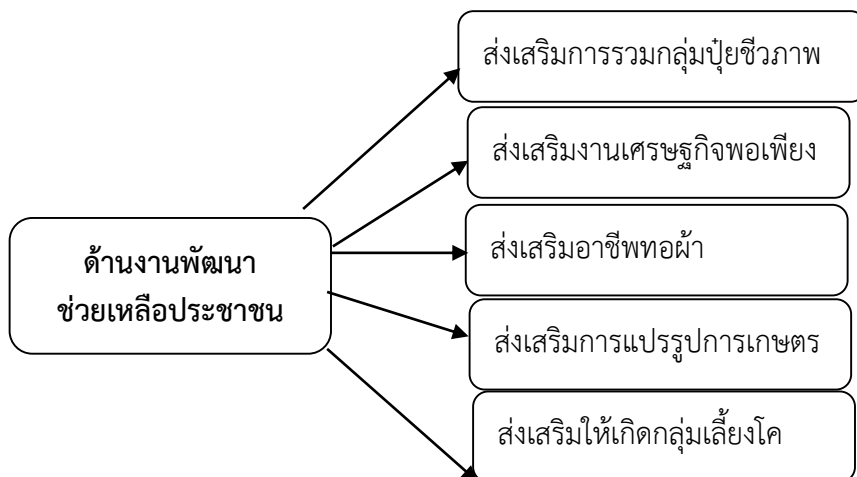 ส่งเสริมการรวมกลุ่มปุ๋ยชีวภาพ
ส่งเสริมงานเศรษฐกิจพอเพียง
ด้านงานพัฒนา
ช่วยเหลือประชาชน
ส่งเสริมอาชีพทอผ้า
ส่งเสริมการแปรรูปการเกษตร
ส่งเสริมให้เกิดกลุ่มเลี้ยงโค